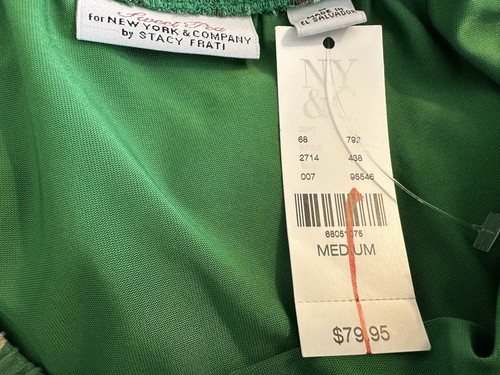 Sweet Pea
for NEW YORK & COMPANY
by STACY FRATI
MADE IN
EL SALVADOR
NY
&C
68 792
2714 438
007 95546
MEDIUM
$79.95